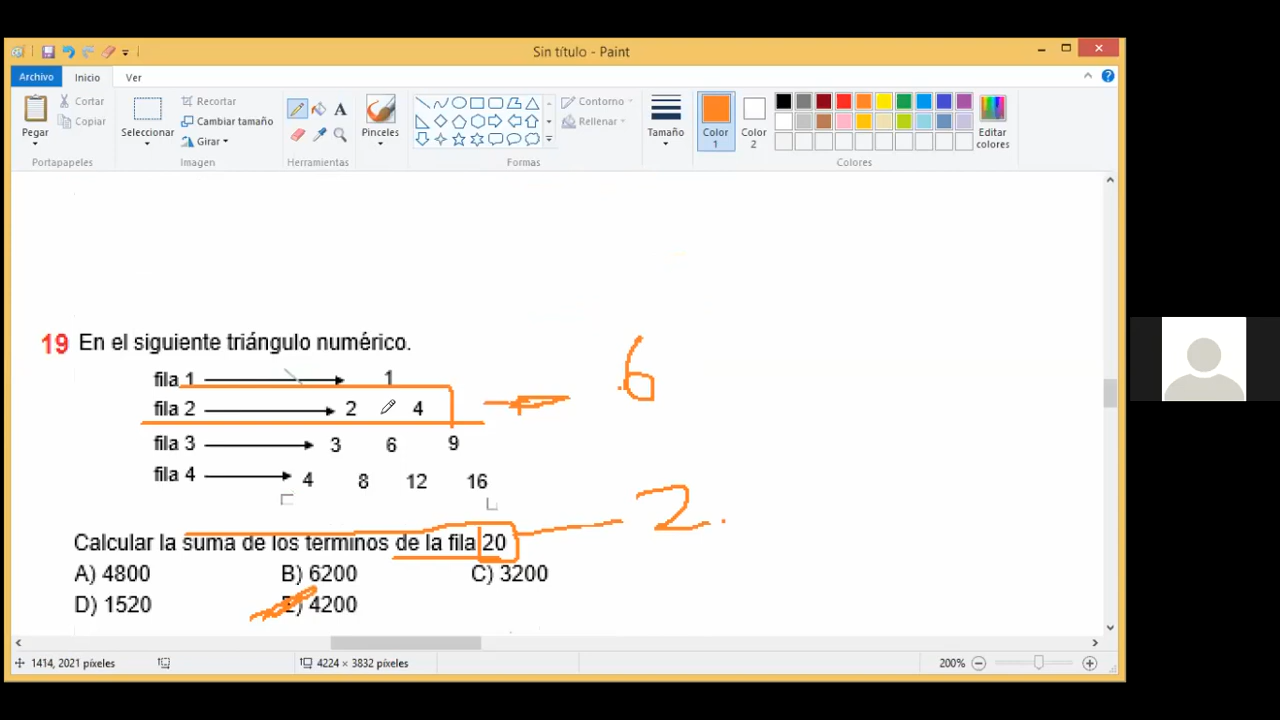 Sin título - Paint
Archivo Inicio Ver
Pegar
Cortar
Copiar
Portapapeles
Seleccionar
Recortar
Cambiar tamaño
Girar
Imagen
A
Herramientas
Pinceles
Contorno
Rellenar
Formas
Tamaño
Color 1
Color 2
Editar colores
Colores
19 En el siguiente triángulo numérico.
fila 1 1
fila 2 2 4
6
fila 3 3 6 9
fila 4 4 8 12 16
2.
Calcular la suma de los terminos de la fila 20
A) 4800 B) 6200 C) 3200
D) 1520 E) 4200
1414, 2021 píxeles 4224 × 3832 píxeles 200%